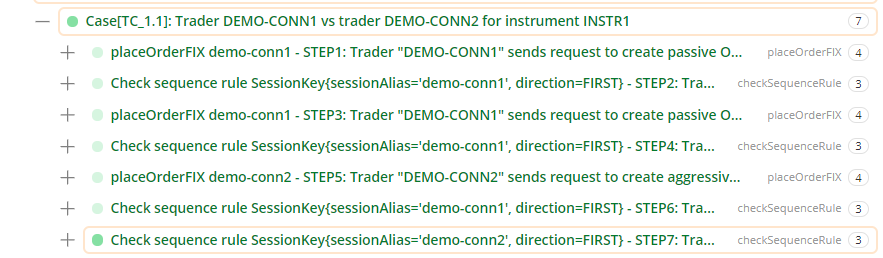 Case[TC_1.1]: Trader DEMO-CONN1 vs trader DEMO-CONN2 for instrument INSTR1 7
placeOrderFIX demo-conn1 - STEP1: Trader "DEMO-CONN1" sends request to create passive O... placeOrderFIX 4
Check sequence rule SessionKey{sessionAlias='demo-conn1', direction=FIRST} - STEP2: Tra... checkSequenceRule 3
placeOrderFIX demo-conn1 - STEP3: Trader "DEMO-CONN1" sends request to create passive O... placeOrderFIX 4
Check sequence rule SessionKey{sessionAlias='demo-conn1', direction=FIRST} - STEP4: Tra... checkSequenceRule 3
placeOrderFIX demo-conn2 - STEP5: Trader "DEMO-CONN2" sends request to create aggressiv... placeOrderFIX 4
Check sequence rule SessionKey{sessionAlias='demo-conn1', direction=FIRST} - STEP6: Tra... checkSequenceRule 3
Check sequence rule SessionKey{sessionAlias='demo-conn2', direction=FIRST} - STEP7: Tra... checkSequenceRule 3